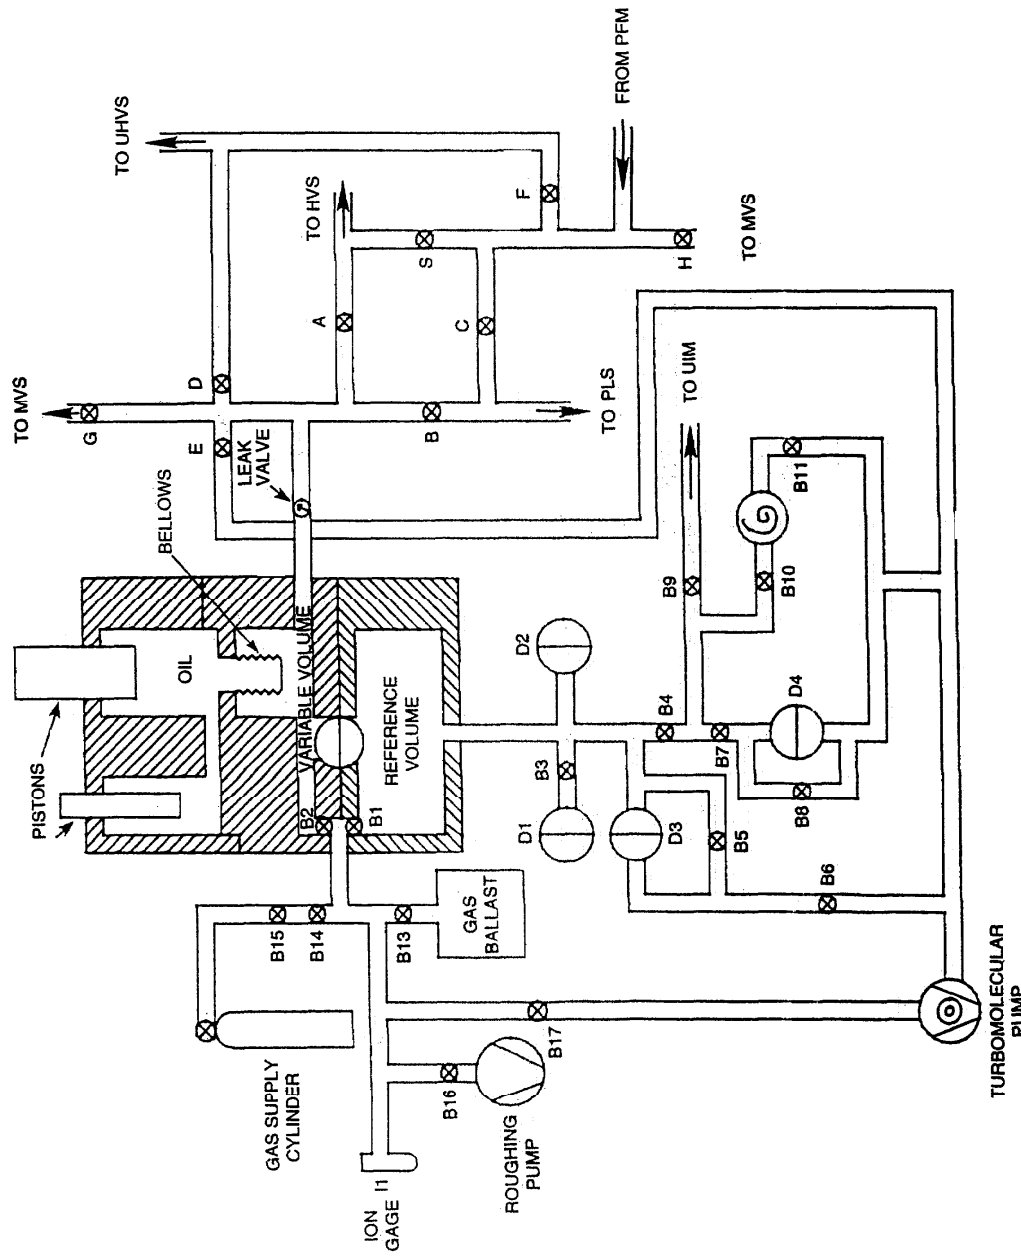 TO UHVS
FROM PFM
TO HVS
F
S
H
TO MVS
A
C
TO MVS
G
D
E
B
TO PLS
LEAK
VALVE
BELLOWS
TO UIM
B11
B10
B9
PISTONS
OIL
VARIABLE VOLUME
REFERENCE
VOLUME
B2
B1
D2
B3
D1
B4
B7
D4
B8
D3
B5
B6
B15
B14
B13
GAS
BALLAST
GAS SUPPLY
CYLINDER
B17
B16
ROUGHING
PUMP
ION
GAGE
I1
TURBOMOLECULAR
PUMP